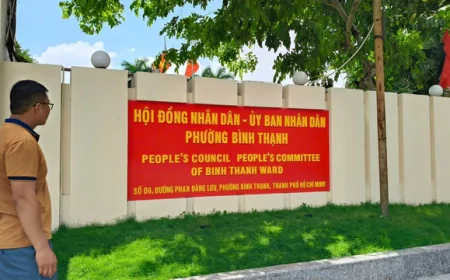 HỘI ĐỒNG NHÂN DÂN - ỦY BAN NHÂN DÂN
PHƯỜNG BÌNH THẠNH
PEOPLE'S COUNCIL PEOPLE'S COMMITTEE
OF BINH THANH WARD
SỐ 06, ĐƯỜNG PHAN ĐĂNG LƯU, PHƯỜNG BÌNH THẠNH, THÀNH PHỐ HỒ CHÍ MINH